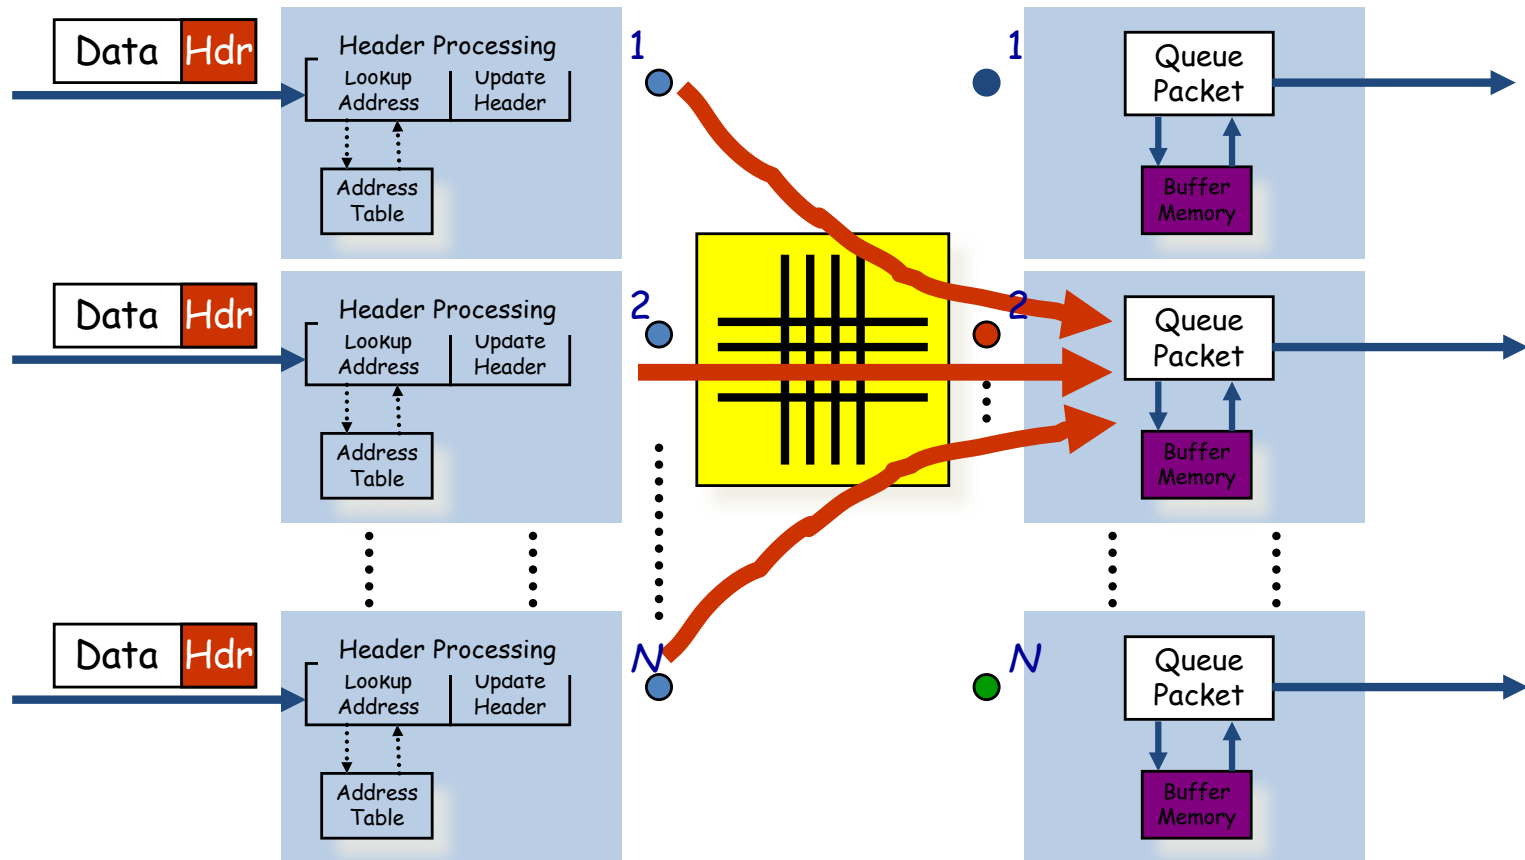 Data Hdr
Header Processing
Lookup Address
Update Header
Address Table
1
1
Queue Packet
Buffer Memory
Data Hdr
Header Processing
Lookup Address
Update Header
Address Table
2
2
Queue Packet
Buffer Memory
Data Hdr
Header Processing
Lookup Address
Update Header
Address Table
N
N
Queue Packet
Buffer Memory